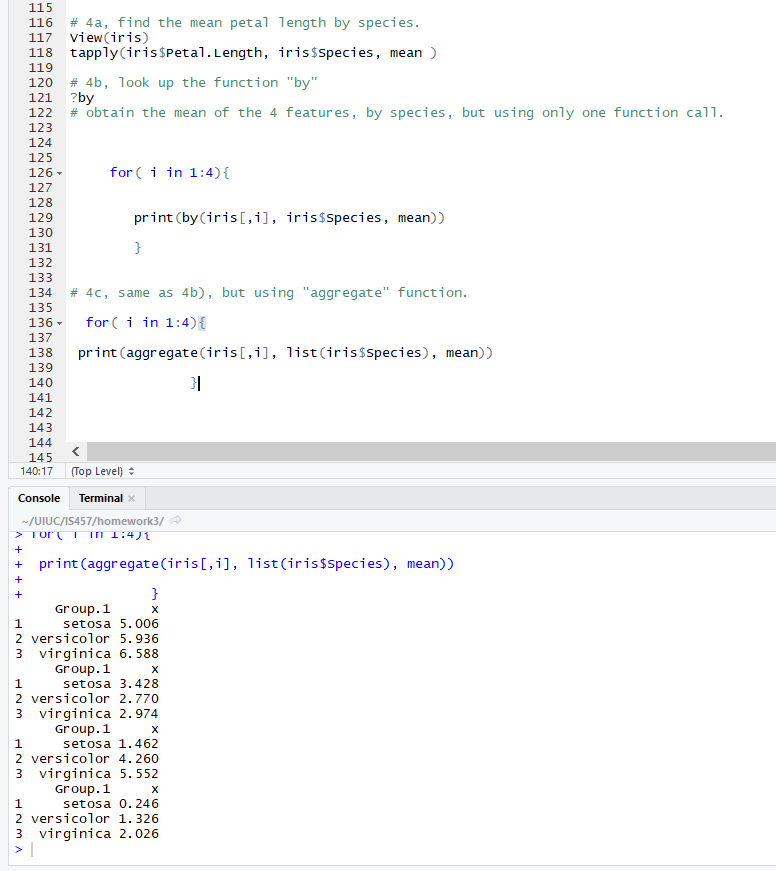 115
116 # 4a, find the mean petal length by species.
117 View(iris)
118 tapply(iris$Petal.Length, iris$Species, mean )
119
120 # 4b, look up the function "by"
121 ?by
122 # obtain the mean of the 4 features, by species, but using only one function call.
123
124
125
126 for( i in 1:4){
127
128
129 print(by(iris[,i], iris$Species, mean))
130
131 }
132
133
134 # 4c, same as 4b), but using "aggregate" function.
135
136 for( i in 1:4){
137
138 print(aggregate(iris[,i], list(iris$Species), mean))
139
140 }
141
142
143
144
145
140:17 (Top Level)
Console Terminal
~/UIUC/IS457/homework3/
> for( i in 1:4){
+
+ print(aggregate(iris[,i], list(iris$Species), mean))
+
+ }
Group.1 x
1 setosa 5.006
2 versicolor 5.936
3 virginica 6.588
Group.1 x
1 setosa 3.428
2 versicolor 2.770
3 virginica 2.974
Group.1 x
1 setosa 1.462
2 versicolor 4.260
3 virginica 5.552
Group.1 x
1 setosa 0.246
2 versicolor 1.326
3 virginica 2.026
>